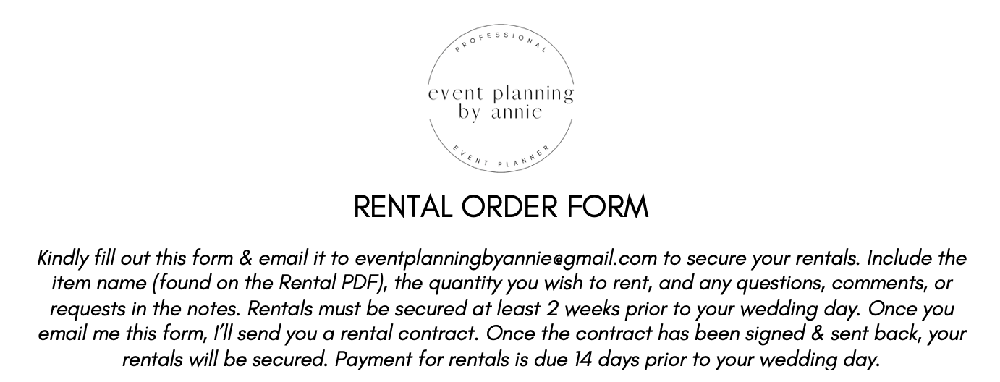 PROFESSIONAL
event planning
by annie
EVENT PLANNER
RENTAL ORDER FORM
Kindly fill out this form & email it to eventplanningbyannie@gmail.com to secure your rentals. Include the
item name (found on the Rental PDF), the quantity you wish to rent, and any questions, comments, or
requests in the notes. Rentals must be secured at least 2 weeks prior to your wedding day. Once you
email me this form, I'll send you a rental contract. Once the contract has been signed & sent back, your
rentals will be secured. Payment for rentals is due 14 days prior to your wedding day.